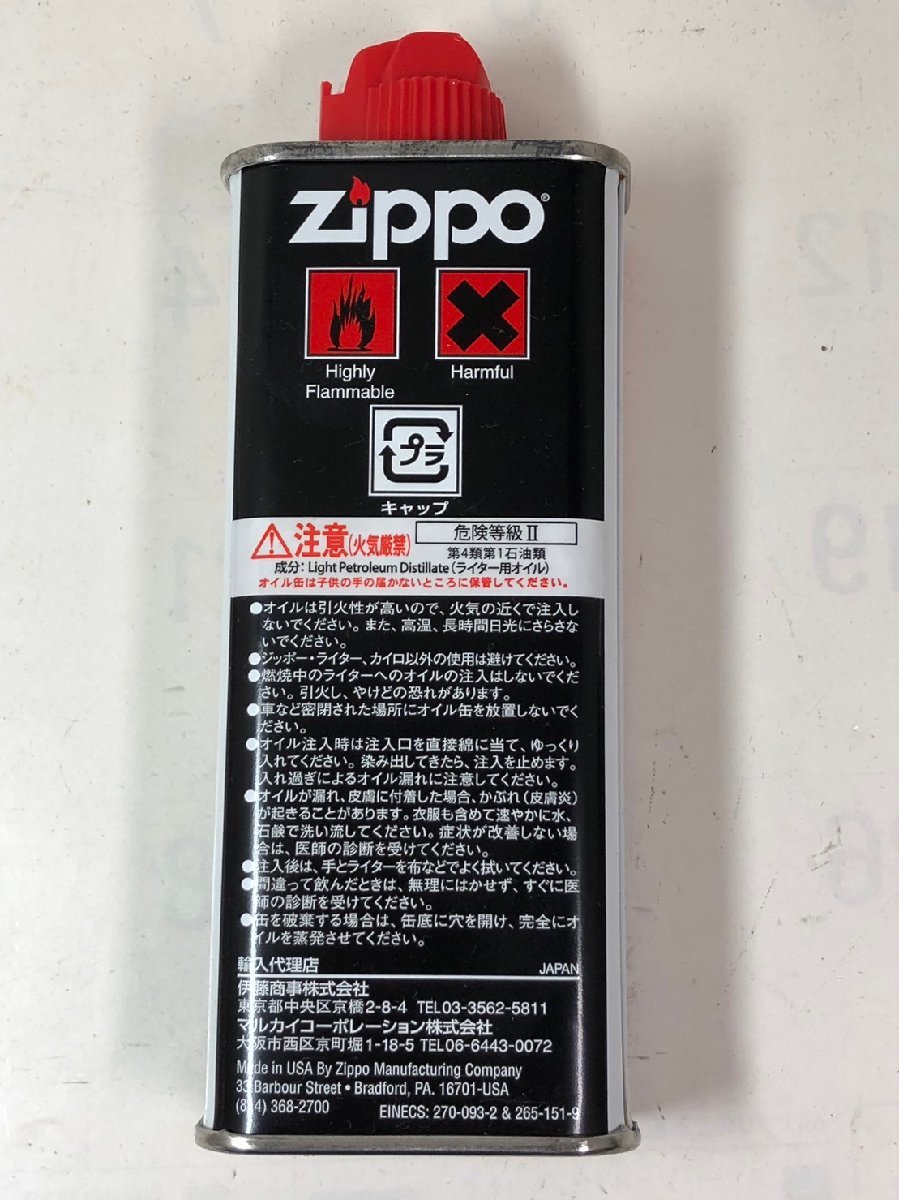 Zippo®
Highly
Flammable
Harmful
プラ
キャップ
注意(火気厳禁)
危険等級Ⅱ
第4類第1石油類
成分：Light Petroleum Distillate（ライター用オイル）
オイル缶は子供の手の届かないところに保管してください。
●オイルは引火性が高いので、火気の近くで注入し
ないでください。また、高温、長時間日光にさらさな
いでください。
●ジッポー・ライター、カイロ以外の使用は避けてください。
●燃焼中のライターへのオイルの注入はしないでくだ
さい。引火し、やけどの恐れがあります。
●車など密閉された場所にオイル缶を放置しないでく
ださい。
●オイル注入時は注入口を直接綿に当て、ゆっくり
入れてください。染み出してきたら、注入を止めます。
入れ過ぎによるオイル漏れに注意してください。
●オイルが漏れ、皮膚に付着した場合、かぶれ（皮膚炎）
が起きることがあります。衣服も含めて速やかに水、
石鹸で洗い流してください。症状が改善しない場
合は、医師の診断を受けてください。
●注入後は、手とライターを布などでよく拭いてください。
●間違って飲んだときは、無理にはかせず、すぐに医
師の診断を受けてください。
●缶を破棄する場合は、缶底に穴を開け、完全にオ
イルを蒸発させてください。
輸入代理店 JAPAN
伊藤商事株式会社
東京都中央区京橋2-8-4 TEL03-3562-5811
マルカイコーポレーション株式会社
大阪市西区京町堀1-18-5 TEL06-6443-0072
Made in USA By Zippo Manufacturing Company
33 Barbour Street • Bradford, PA. 16701-USA
(814) 368-2700 EINECS: 270-093-2 & 265-151-9
4
12
19
6